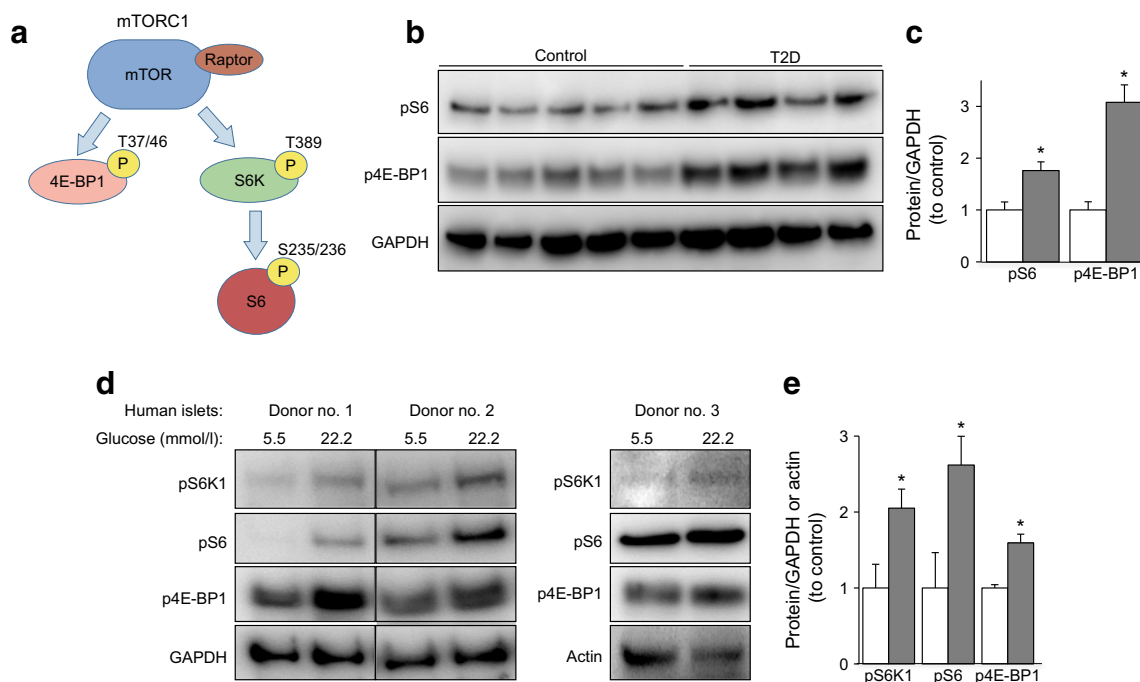 a
mTORC1
mTOR
Raptor
T37/46
P
4E-BP1
T389
P
S6K
S235/236
P
S6
b
Control
T2D
pS6
p4E-BP1
GAPDH
c
Protein/GAPDH
(to control)
3
2
1
0
*
*
pS6
p4E-BP1
d
Human islets:
Donor no. 1
Donor no. 2
Donor no. 3
Glucose (mmol/l):
5.5
22.2
5.5
22.2
5.5
22.2
pS6K1
pS6
p4E-BP1
GAPDH
pS6K1
pS6
p4E-BP1
Actin
e
Protein/GAPDH or actin
(to control)
3
2
1
0
*
*
*
pS6K1
pS6
p4E-BP1